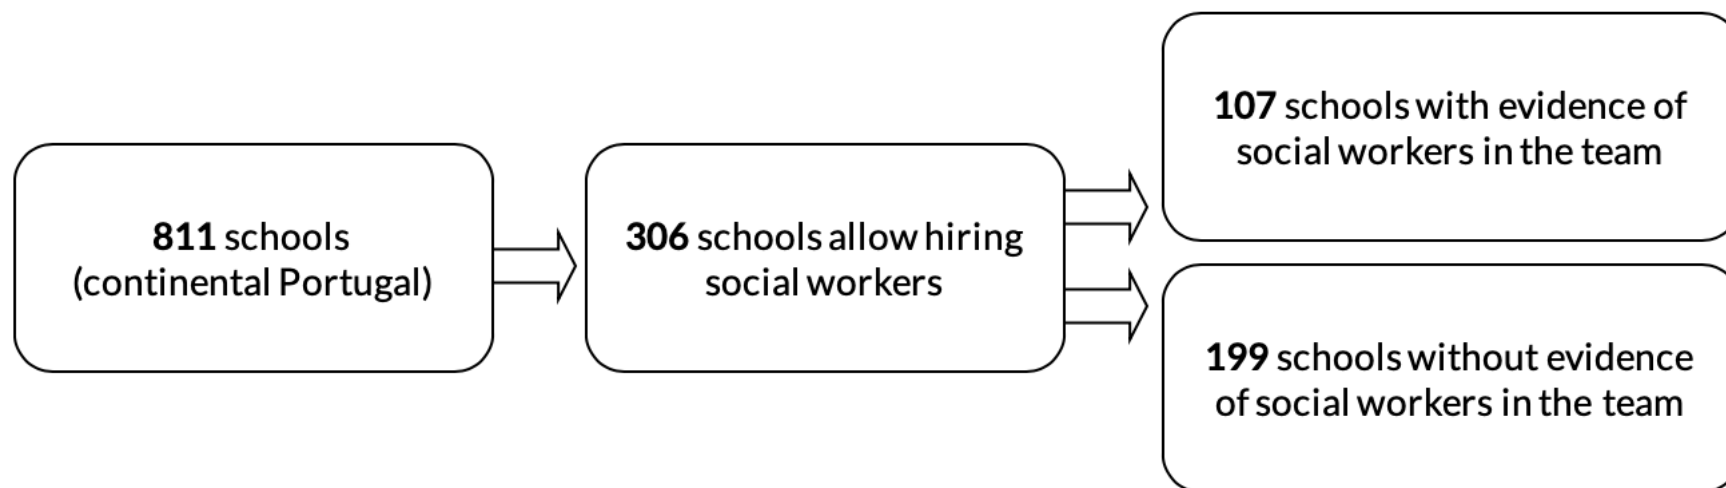 811 schools
(continental Portugal)
306 schools allow hiring
social workers
107 schools with evidence of
social workers in the team
199 schools without evidence
of social workers in the team